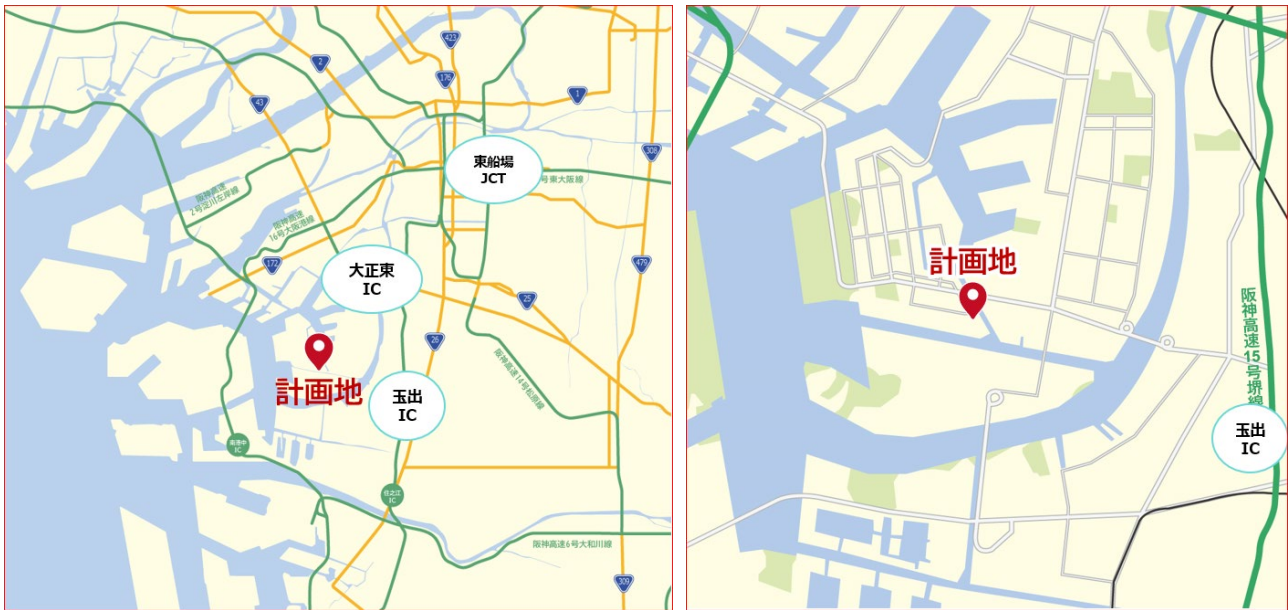 423
2
176
43
1
308
東船場
JCT
号東大阪線
阪神高速
2号淀川左岸線
阪神高速
16号大阪港線
172
大正東
IC
479
25
26
阪神高速14号松原線
計画地
玉出
IC
南港中
IC
住之江
IC
阪神高速6号大和川線
309
計画地
阪神高速15号堺線
玉出
IC